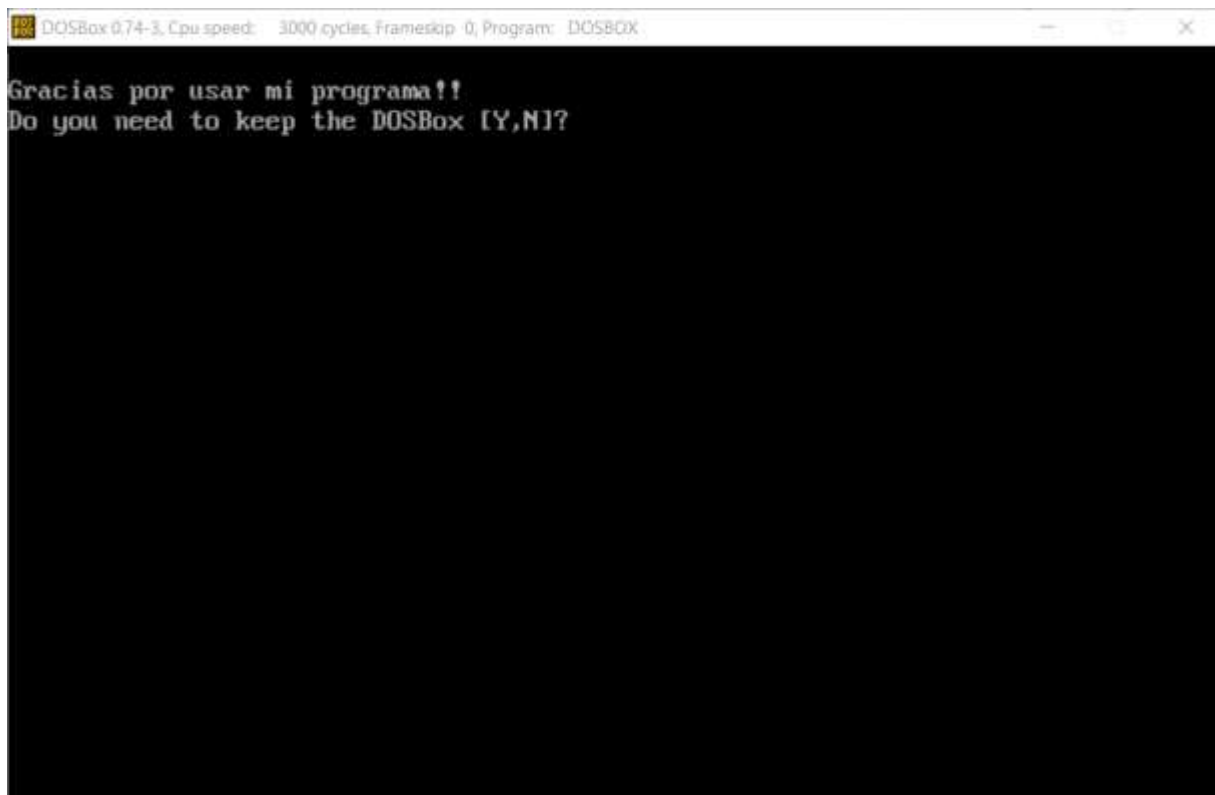 DOSBox 0.74-3, Cpu speed: 3000 cycles, Frameskip 0, Program: DOSBOX
Gracias por usar mi programa!!
Do you need to keep the DOSBox [Y,N]?